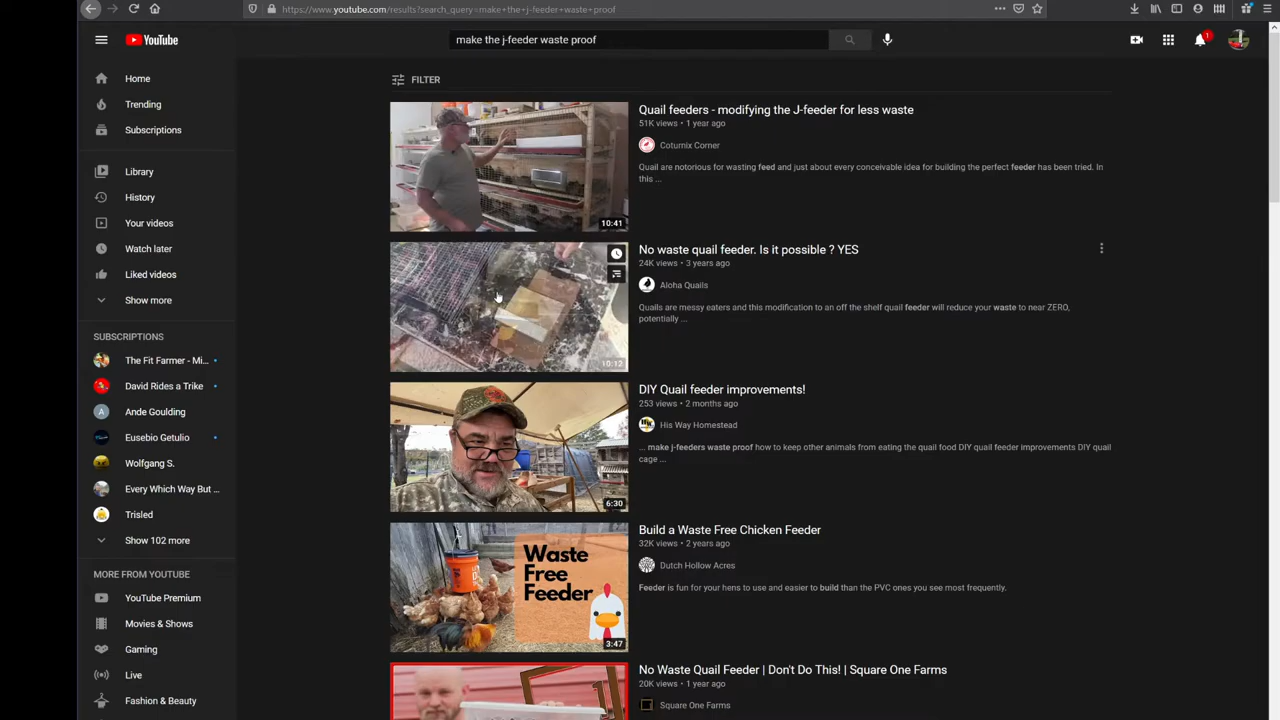 https://www.youtube.com/results?search_query=make+the+j-feeder+waste+proof
YouTube
make the j-feeder waste proof
1
Home
Trending
Subscriptions
Library
History
Your videos
Watch later
Liked videos
Show more
SUBSCRIPTIONS
The Fit Farmer - Mi...
David Rides a Trike
A
Ande Goulding
Eusebio Getulio
Wolfgang S.
Every Which Way But ...
Trisled
Show 102 more
MORE FROM YOUTUBE
YouTube Premium
Movies & Shows
Gaming
Live
Fashion & Beauty
FILTER
10:41
Quail feeders - modifying the J-feeder for less waste
51K views • 1 year ago
Coturnix Corner
Quail are notorious for wasting feed and just about every conceivable idea for building the perfect feeder has been tried. In
this ...
10:12
No waste quail feeder. Is it possible ? YES
24K views • 3 years ago
Aloha Quails
Quails are messy eaters and this modification to an off the shelf quail feeder will reduce your waste to near ZERO,
potentially ...
6:30
DIY Quail feeder improvements!
253 views • 2 months ago
His Way Homestead
... make j-feeders waste proof how to keep other animals from eating the quail food DIY quail feeder improvements DIY quail
cage ...
Waste
Free
Feeder
3:47
Build a Waste Free Chicken Feeder
32K views • 2 years ago
Dutch Hollow Acres
Feeder is fun for your hens to use and easier to build than the PVC ones you see most frequently.
No Waste Quail Feeder | Don't Do This! | Square One Farms
20K views • 1 year ago
Square One Farms